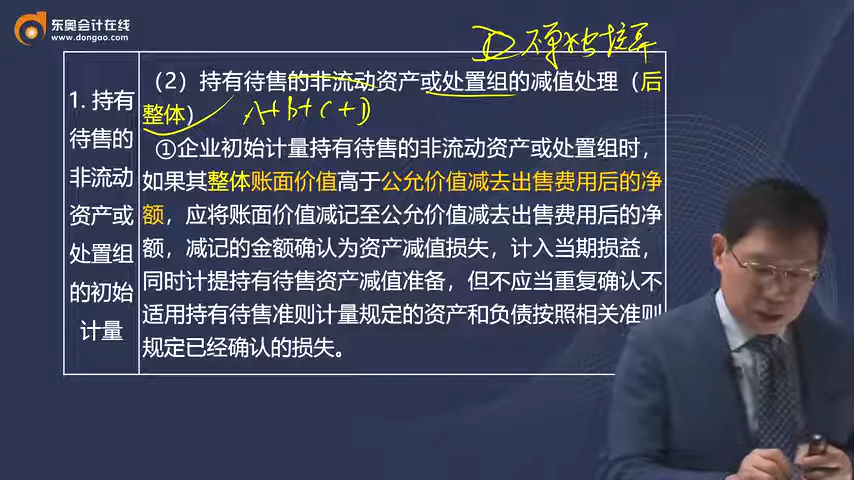 东奥会计在线
www.dongao.com
① 不单独核算
1. 持有待售的非流动资产或处置组的初始计量
（2）持有待售的非流动资产或处置组的减值处理（后
整体）
A+B+C+D
①企业初始计量持有待售的非流动资产或处置组时，
如果其整体账面价值高于公允价值减去出售费用后的净
额，应将账面价值减记至公允价值减去出售费用后的净
额，减记的金额确认为资产减值损失，计入当期损益，
同时计提持有待售资产减值准备，但不应当重复确认不
适用持有待售准则计量规定的资产和负债按照相关准则
规定已经确认的损失。